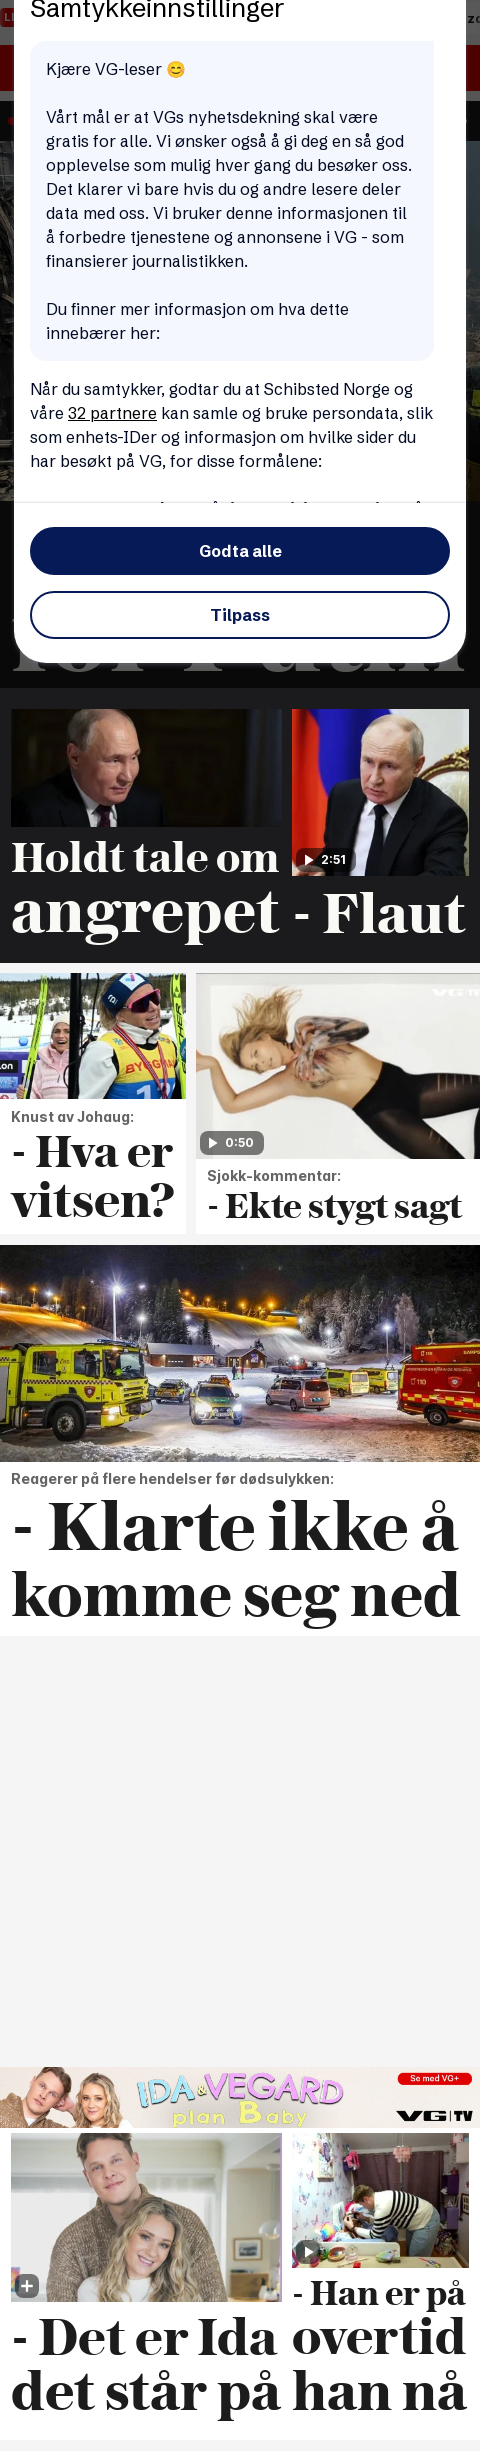 Samtykkeinnstillinger
Kjære VG-leser 😊
Vårt mål er at VGs nyhetsdekning skal være
gratis for alle. Vi ønsker også å gi deg en så god
opplevelse som mulig hver gang du besøker oss.
Det klarer vi bare hvis du og andre lesere deler
data med oss. Vi bruker denne informasjonen til
å forbedre tjenestene og annonsene i VG - som
finansierer journalistikken.
Du finner mer informasjon om hva dette
innebærer her:
Når du samtykker, godtar du at Schibsted Norge og
våre 32 partnere kan samle og bruke persondata, slik
som enhets-IDer og informasjon om hvilke sider du
har besøkt på VG, for disse formålene:
Godta alle
Tilpass
Holdt tale om
angrepet
2:51
- Flaut
Knust av Johaug:
- Hva er
vitsen?
0:50
Sjokk-kommentar:
- Ekte stygt sagt
Reagerer på flere hendelser før dødsulykken:
- Klarte ikke å
komme seg ned
IDA & VEGARD
plan Baby
Se med VG+
VG TV
- Det er Ida
det står på
- Han er på
overtid
han nå